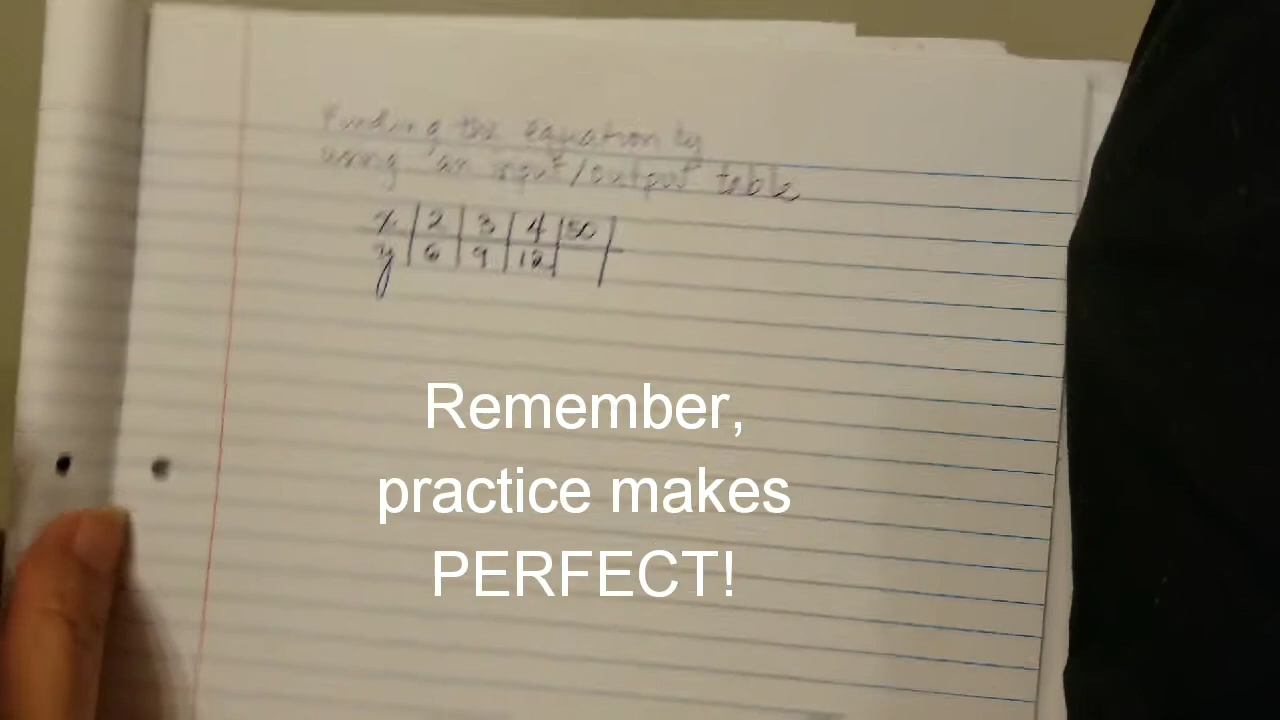 Finding the equation by
using an input/output table
x 2 3 4 50
y 6 9 12
Remember,
practice makes
PERFECT!